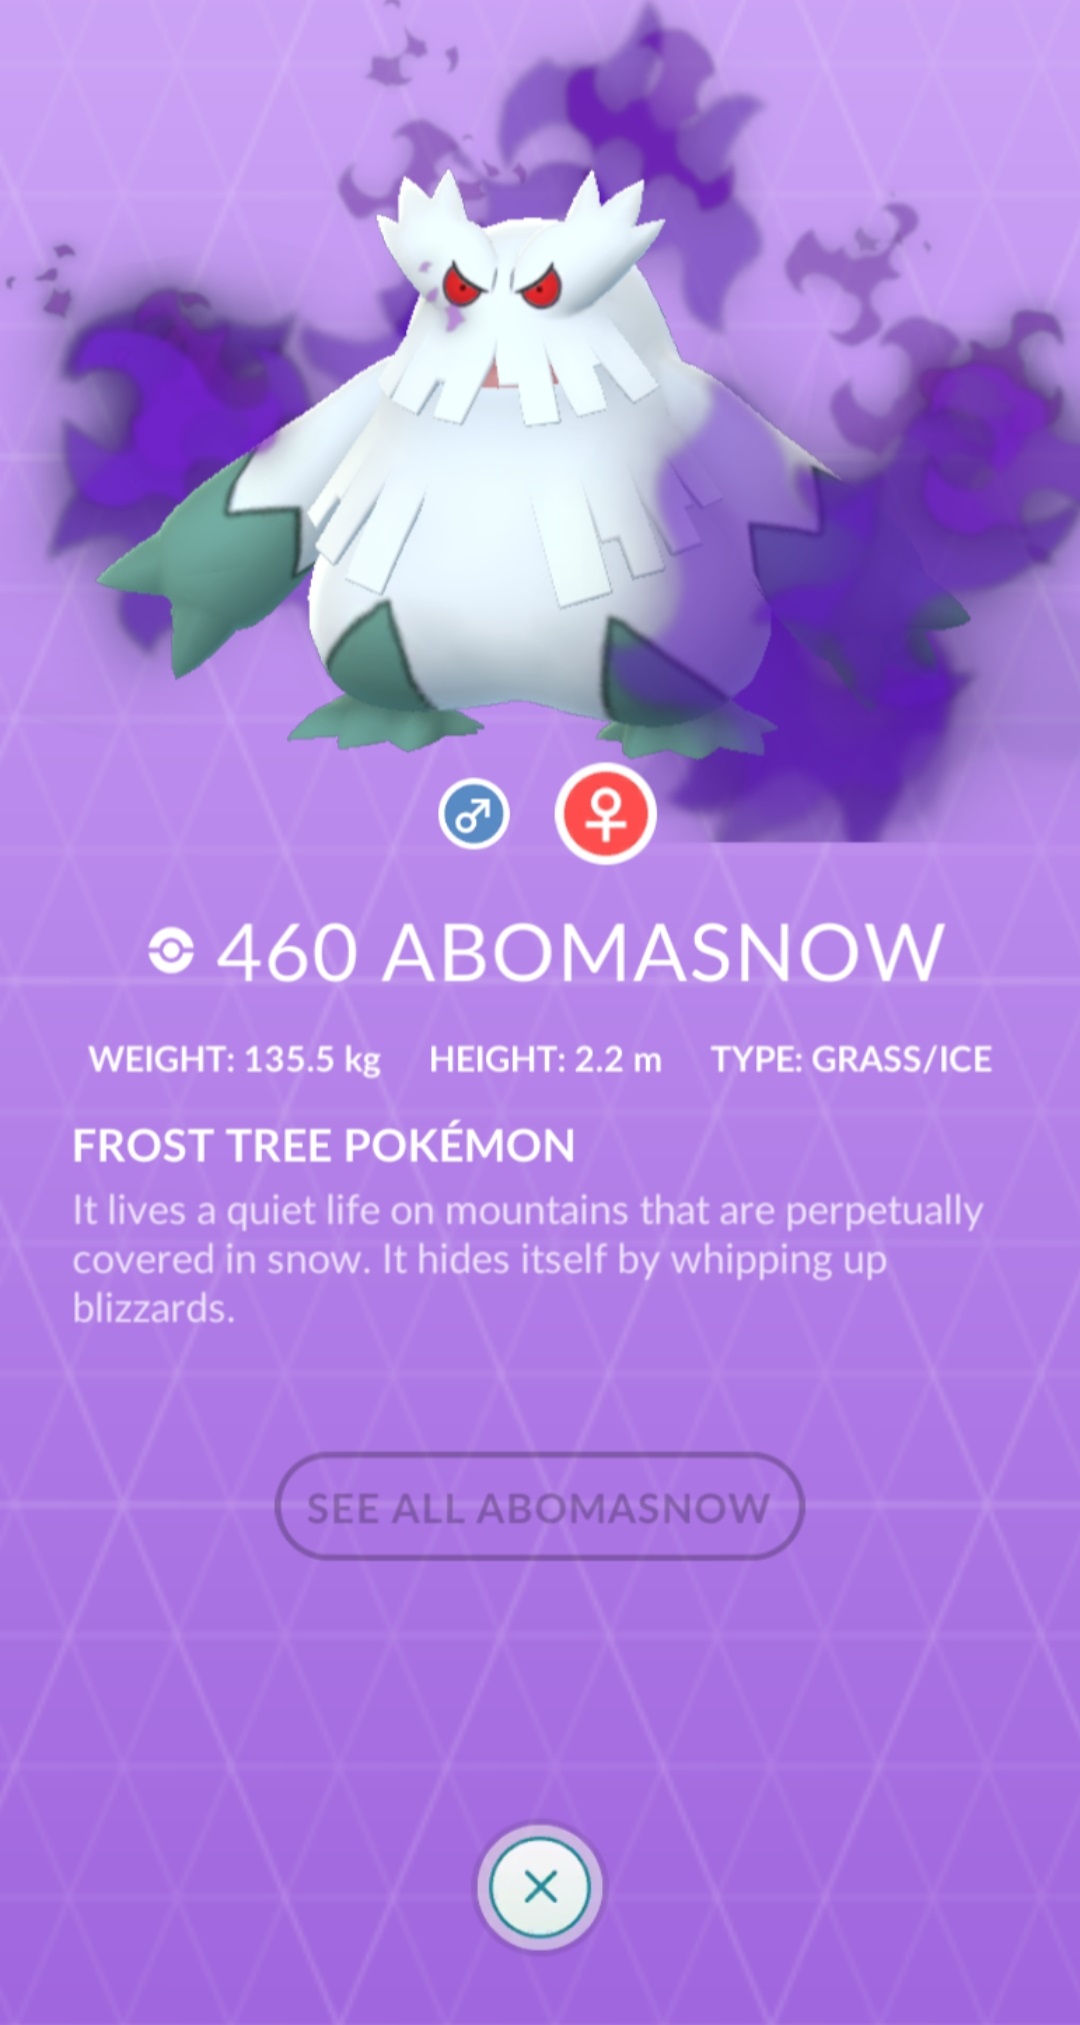 460 ABOMASNOW
WEIGHT: 135.5 kg HEIGHT: 2.2 m TYPE: GRASS/ICE
FROST TREE POKÉMON
It lives a quiet life on mountains that are perpetually
covered in snow. It hides itself by whipping up
blizzards.
SEE ALL ABOMASNOW